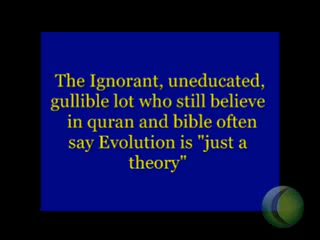 The Ignorant, uneducated,
gullible lot who still believe
in quran and bible often
say Evolution is "just a
theory"